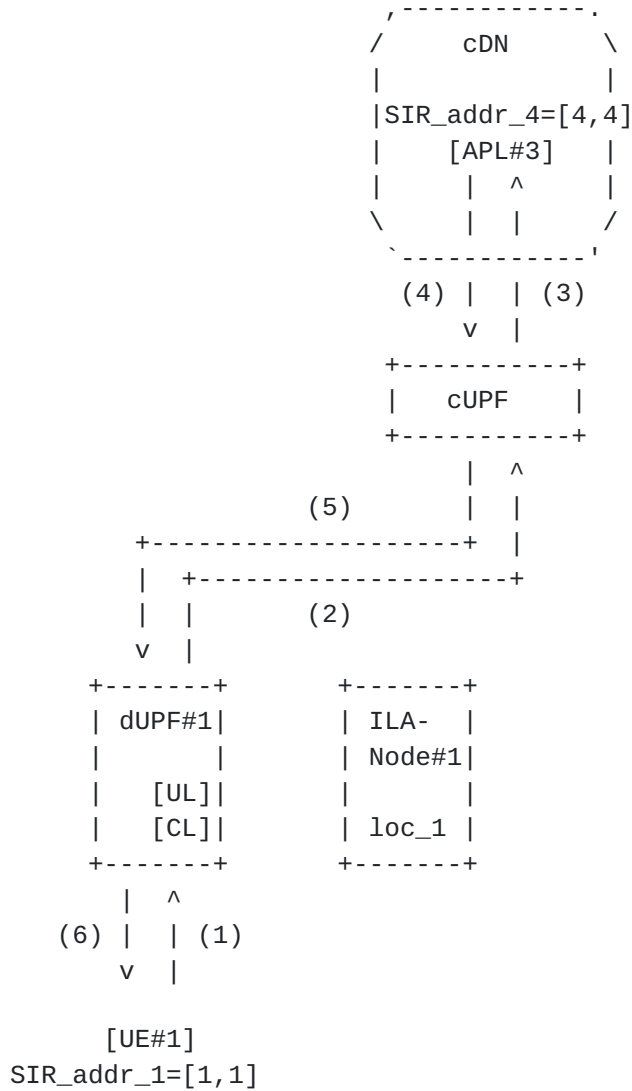 cDN
SIR_addr_4=[4,4]
[APL#3]
(4) (3)
cUPF
(5)
(2)
dUPF#1 ILA-
Node#1
[UL]
[CL] loc_1
(6) (1)
[UE#1]
SIR_addr_1=[1,1]